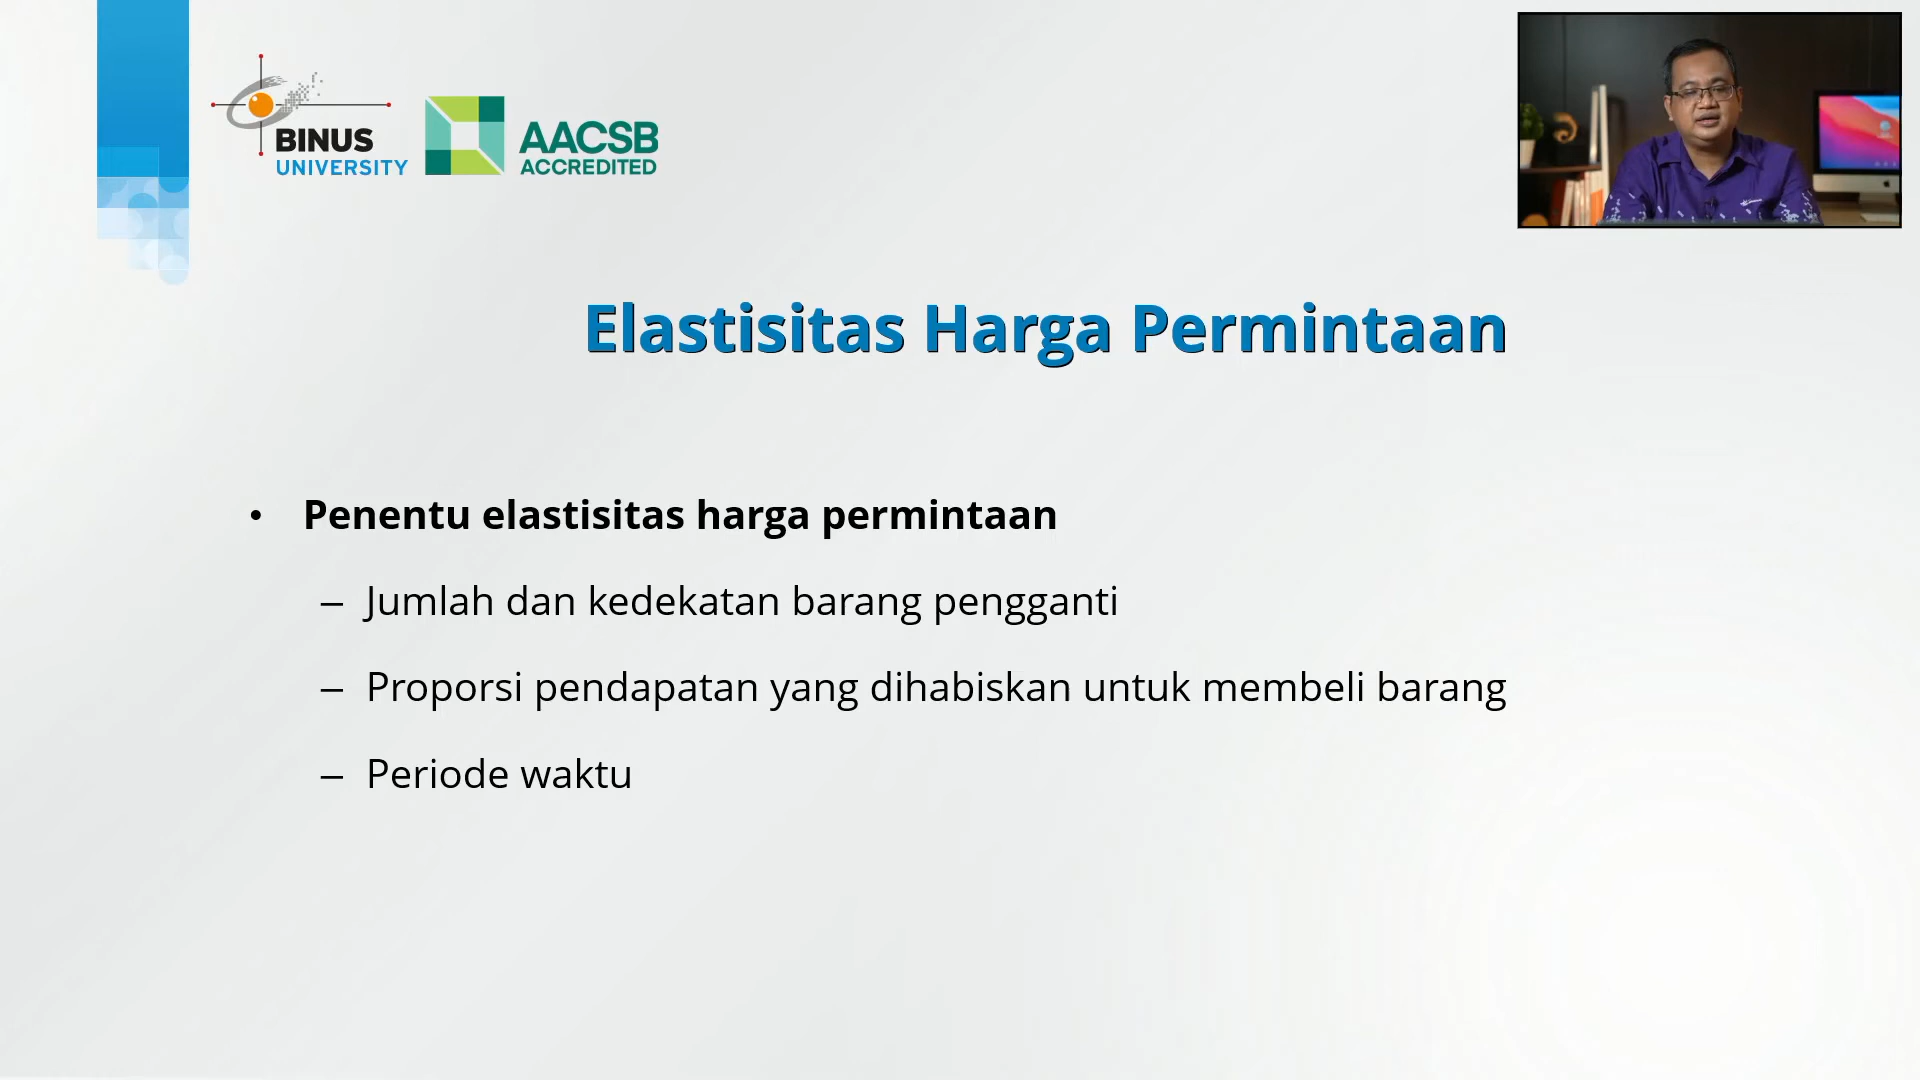 BINUS
UNIVERSITY
AACSB
ACCREDITED
Elastisitas Harga Permintaan
• Penentu elastisitas harga permintaan
– Jumlah dan kedekatan barang pengganti
– Proporsi pendapatan yang dihabiskan untuk membeli barang
– Periode waktu